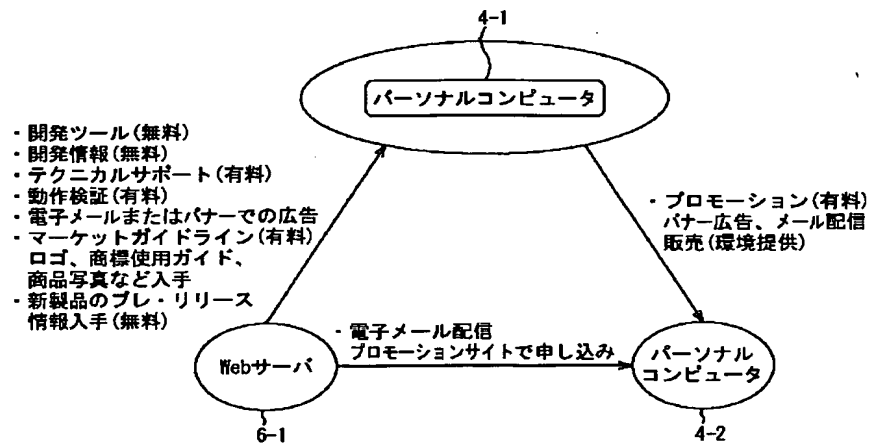 4-1
パーソナルコンピュータ
・開発ツール(無料)
・開発情報(無料)
・テクニカルサポート(有料)
・動作検証(有料)
・電子メールまたはバナーでの広告
・マーケットガイドライン(有料)
ロゴ、商標使用ガイド、
商品写真など入手
・新製品のプレ・リリース
情報入手(無料)
・プロモーション(有料)
バナー広告、メール配信
販売(環境提供)
・電子メール配信
プロモーションサイトで申し込み
Webサーバ
パーソナル
コンピュータ
6-1
4-2